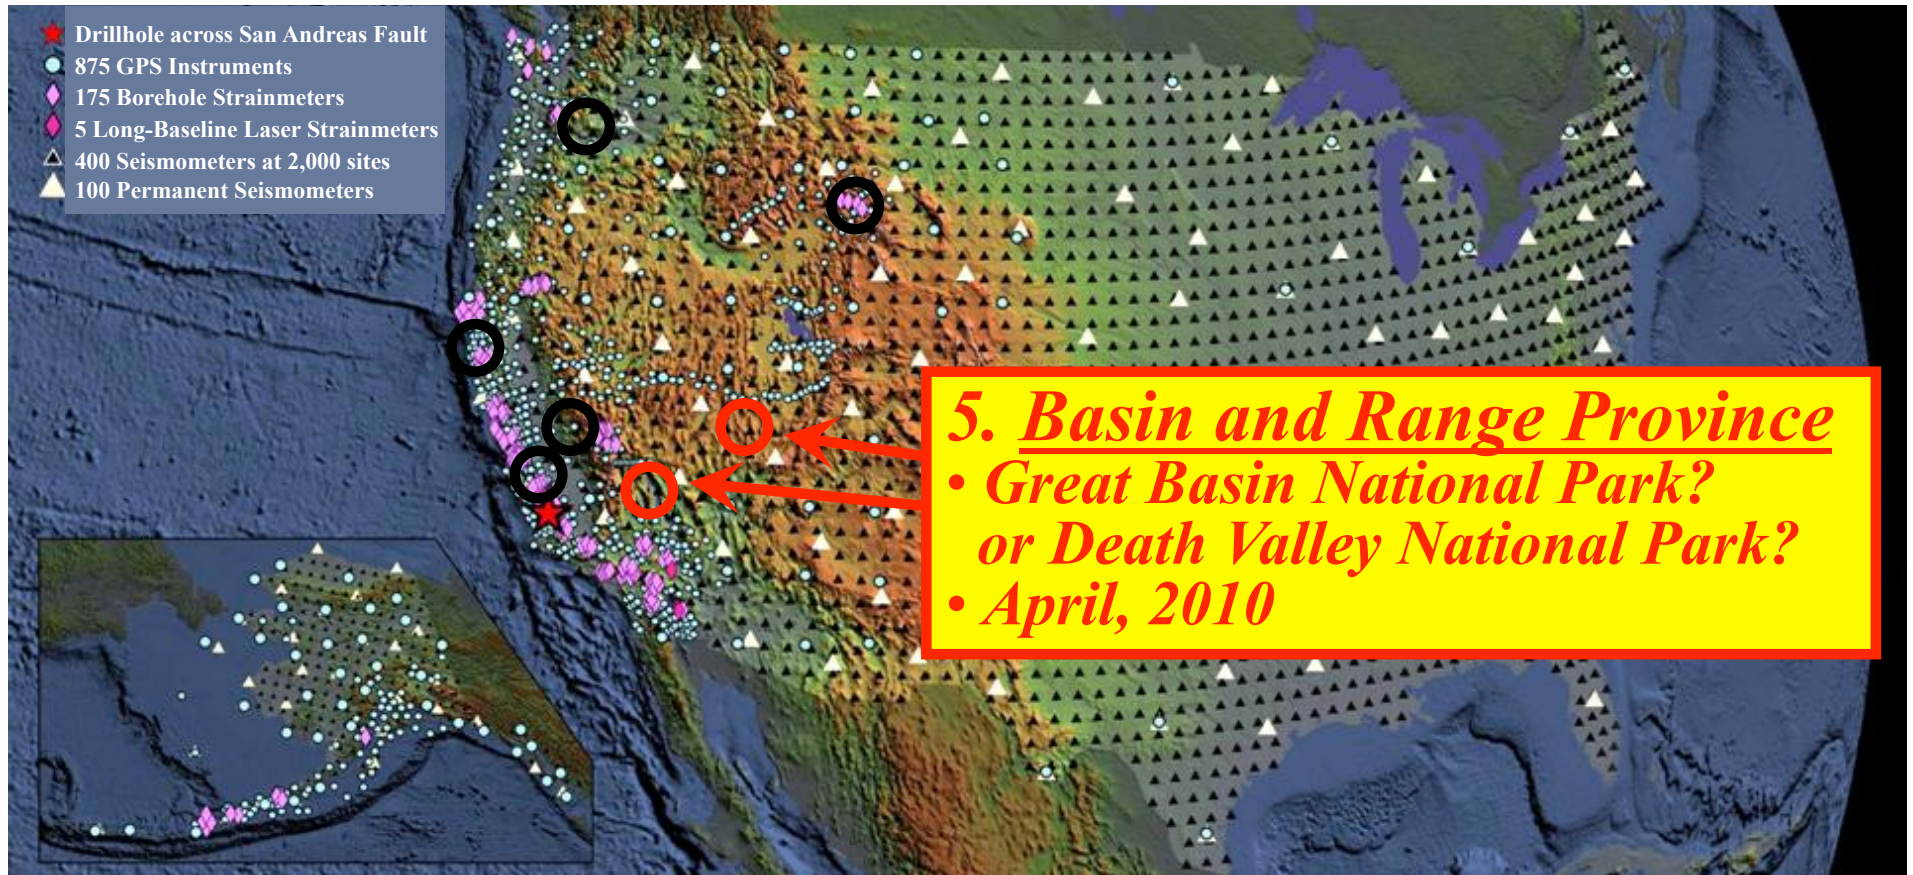 Drillhole across San Andreas Fault
875 GPS Instruments
175 Borehole Strainmeters
5 Long-Baseline Laser Strainmeters
400 Seismometers at 2,000 sites
100 Permanent Seismometers
5. Basin and Range Province
• Great Basin National Park?
or Death Valley National Park?
• April, 2010